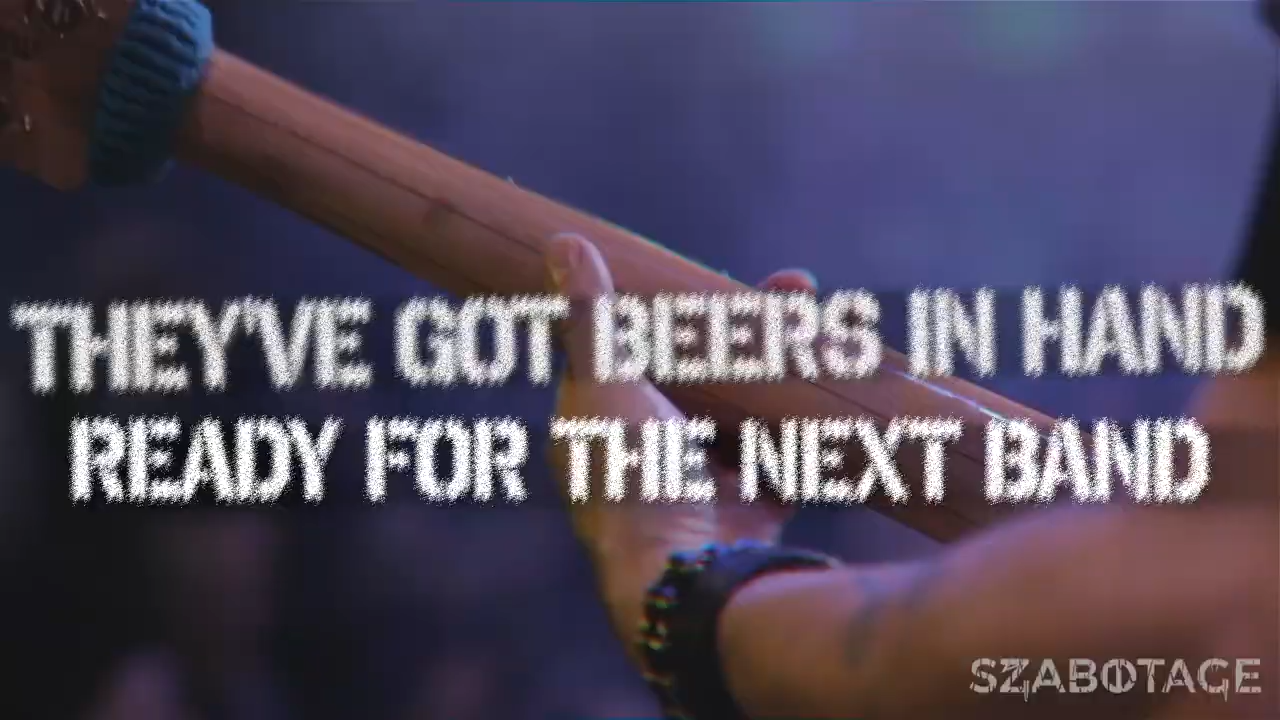 THEY'VE GOT BEERS IN HAND
READY FOR THE NEXT BAND
SZABOTAGE